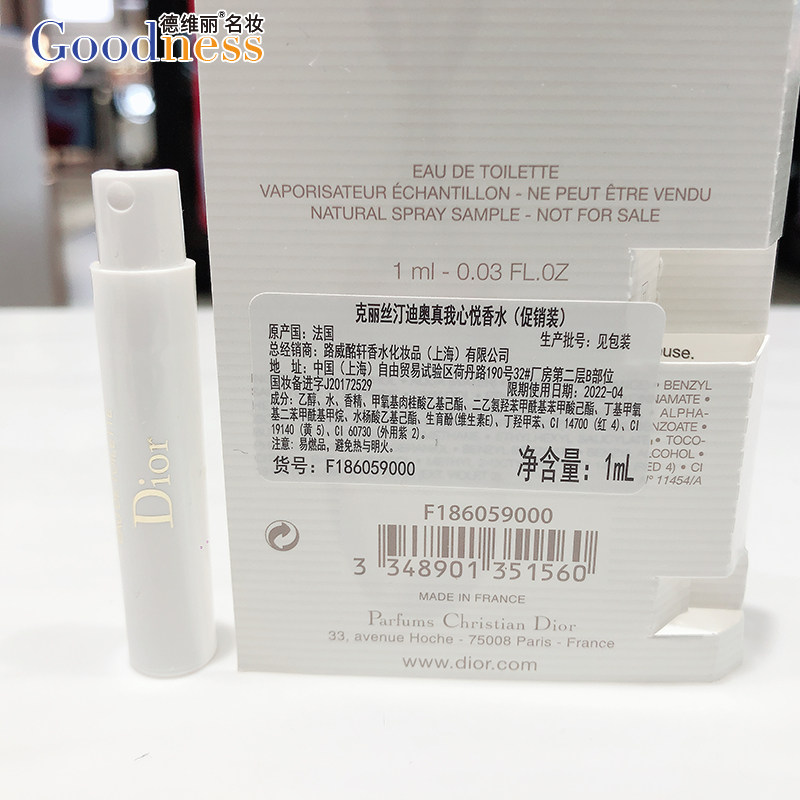 德维丽®名妆
Goodness
EAU DE TOILETTE
VAPORISATEUR ÉCHANTILLON - NE PEUT ÊTRE VENDU
NATURAL SPRAY SAMPLE - NOT FOR SALE
1 ml - 0.03 FL.OZ
克丽丝汀迪奥真我心悦香水（促销装）
原产国：法国
生产批号：见包装
总经销商：路威酩轩香水化妆品（上海）有限公司
地址：中国（上海）自由贸易试验区荷丹路190号32#厂房第二层B部位
国妆备进字J20172529
限期使用日期：2022-04
成分：乙醇、水、香精、甲氧基肉桂酸乙基己酯、二乙氨羟苯甲酰基苯甲酸己酯、丁基甲氧
基二苯甲酰基甲烷、水杨酸乙基己酯、生育酚(维生素E)、丁羟甲苯、CI 14700 (红 4)、CI
19140 (黄 5)、CI 60730 (外用紫 2)。
注意：易燃品，避免热与明火。
货号：F186059000
净含量：1mL
use.
• BENZYL
NAMATE •
ALPHA-
NZOATE •
• TOCO-
LCOHOL •
ED 4) • CI
N° 11454/A
Dior
F186059000
3 348901 351560
MADE IN FRANCE
Parfums Christian Dior
33, avenue Hoche - 75008 Paris - France
www.dior.com